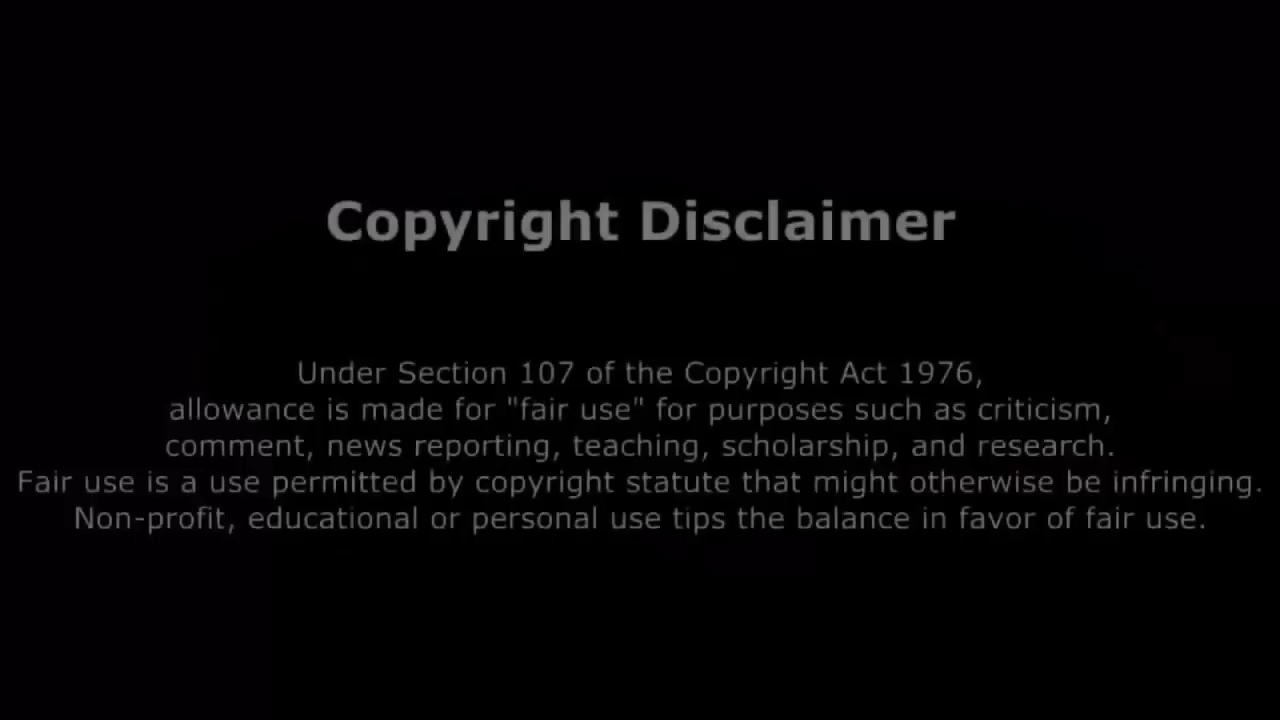 Copyright Disclaimer
Under Section 107 of the Copyright Act 1976,
allowance is made for "fair use" for purposes such as criticism,
comment, news reporting, teaching, scholarship, and research.
Fair use is a use permitted by copyright statute that might otherwise be infringing.
Non-profit, educational or personal use tips the balance in favor of fair use.